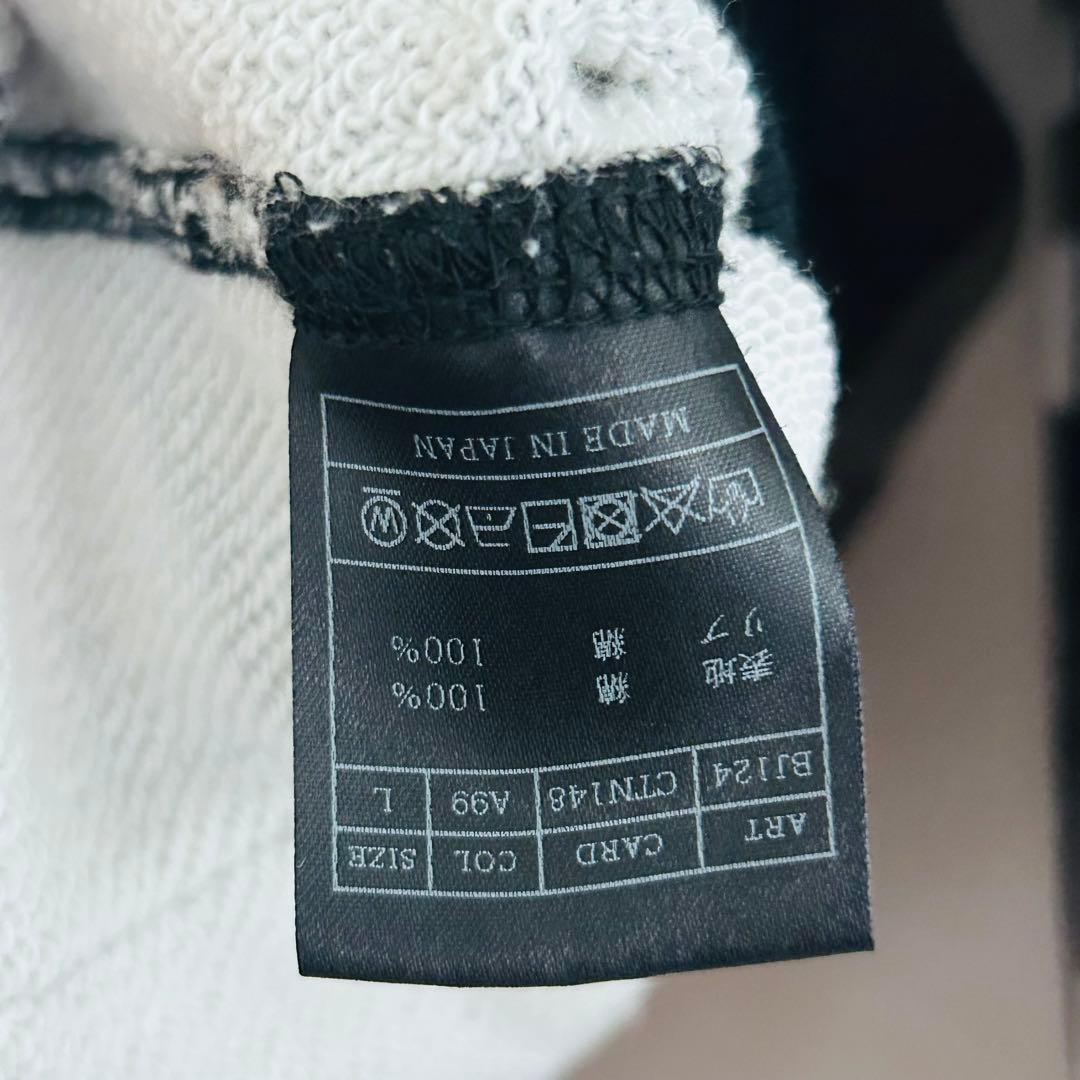 ART CARD COL SIZE
BJ124 CTN148 A99 L
表地 綿 100%
リブ 綿 100%
W
MADE IN JAPAN